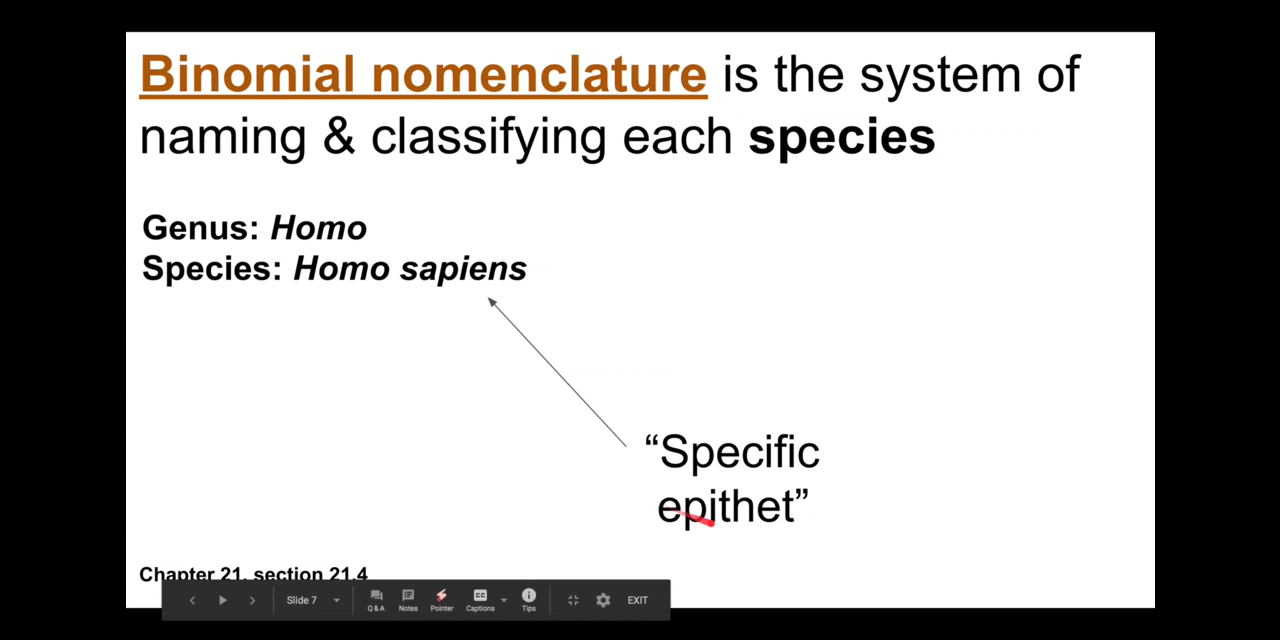 Binomial nomenclature is the system of
naming & classifying each species
Genus: Homo
Species: Homo sapiens
“Specific
epithet”
Chapter 21, section 21.4
Slide 7
Q & A
Notes
Pointer
Captions
Tips
EXIT